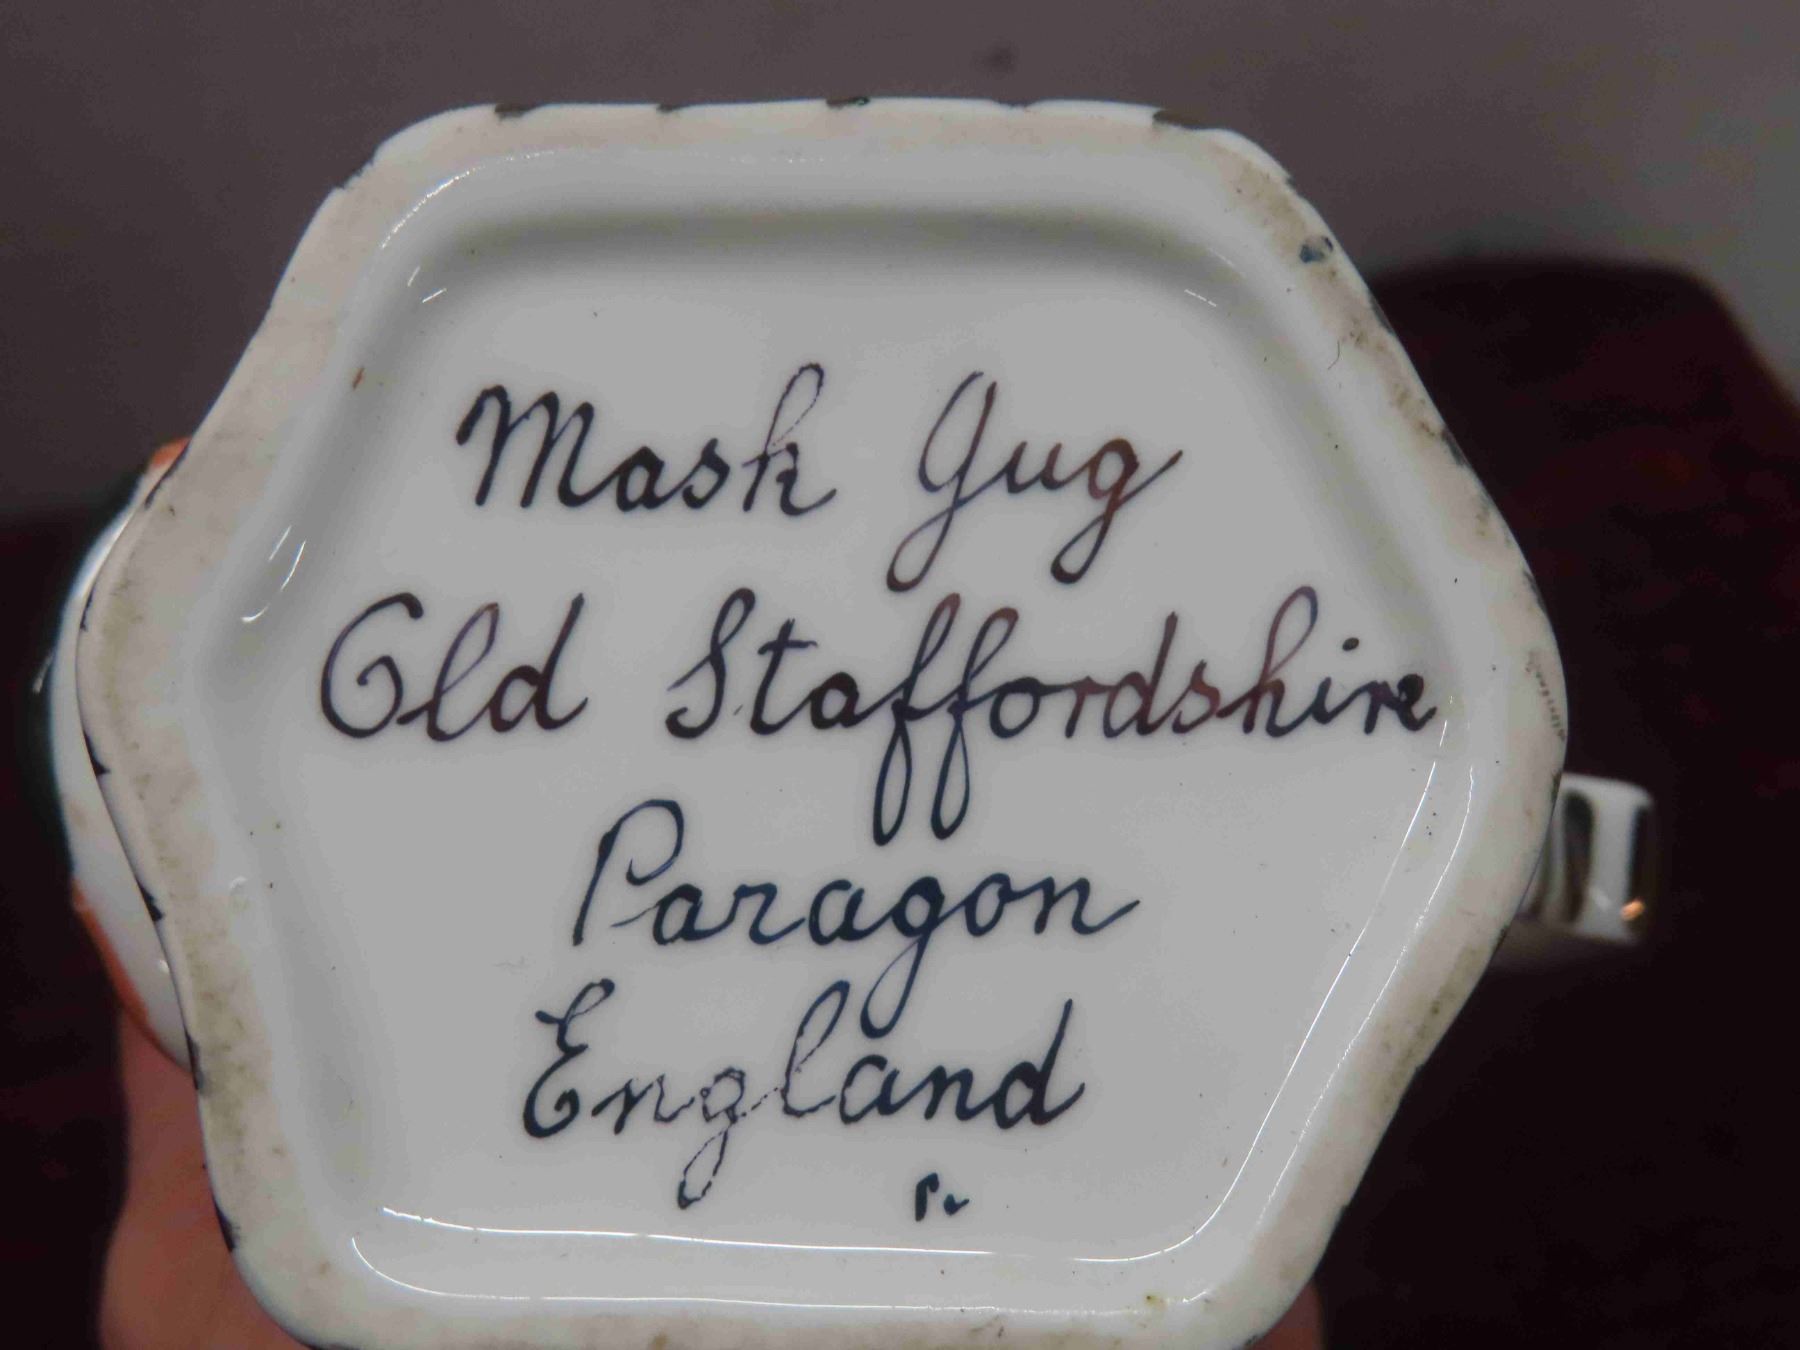 Mask Jug
Old Staffordshire
Paragon
England